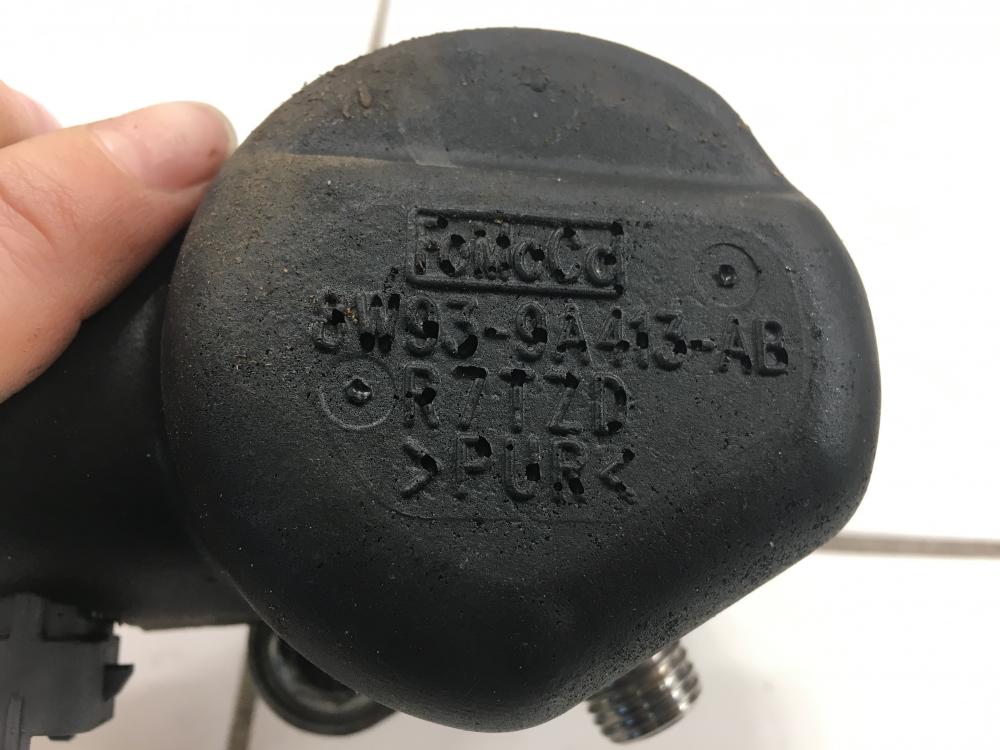 FoMoCo
8W93-9A413-AB
R7TZD
>PUR<